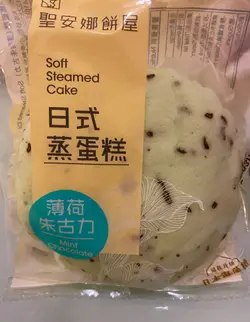 聖安娜餅屋
Soft
Steamed
Cake
日式
蒸蛋糕
薄荷
朱古力
Mint
Chocolate